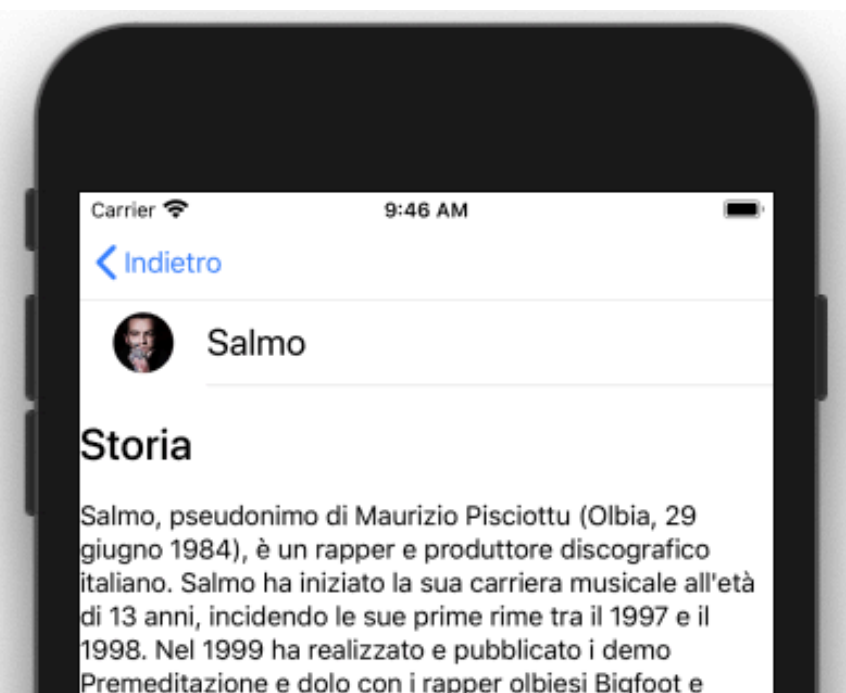 Carrier 9:46 AM
Indietro
Salmo
Storia
Salmo, pseudonimo di Maurizio Pisciottu (Olbia, 29
giugno 1984), è un rapper e produttore discografico
italiano. Salmo ha iniziato la sua carriera musicale all'età
di 13 anni, incidendo le sue prime rime tra il 1997 e il
1998. Nel 1999 ha realizzato e pubblicato i demo
Premeditazione e dolo con i rapper olbiesi Bigfoot e